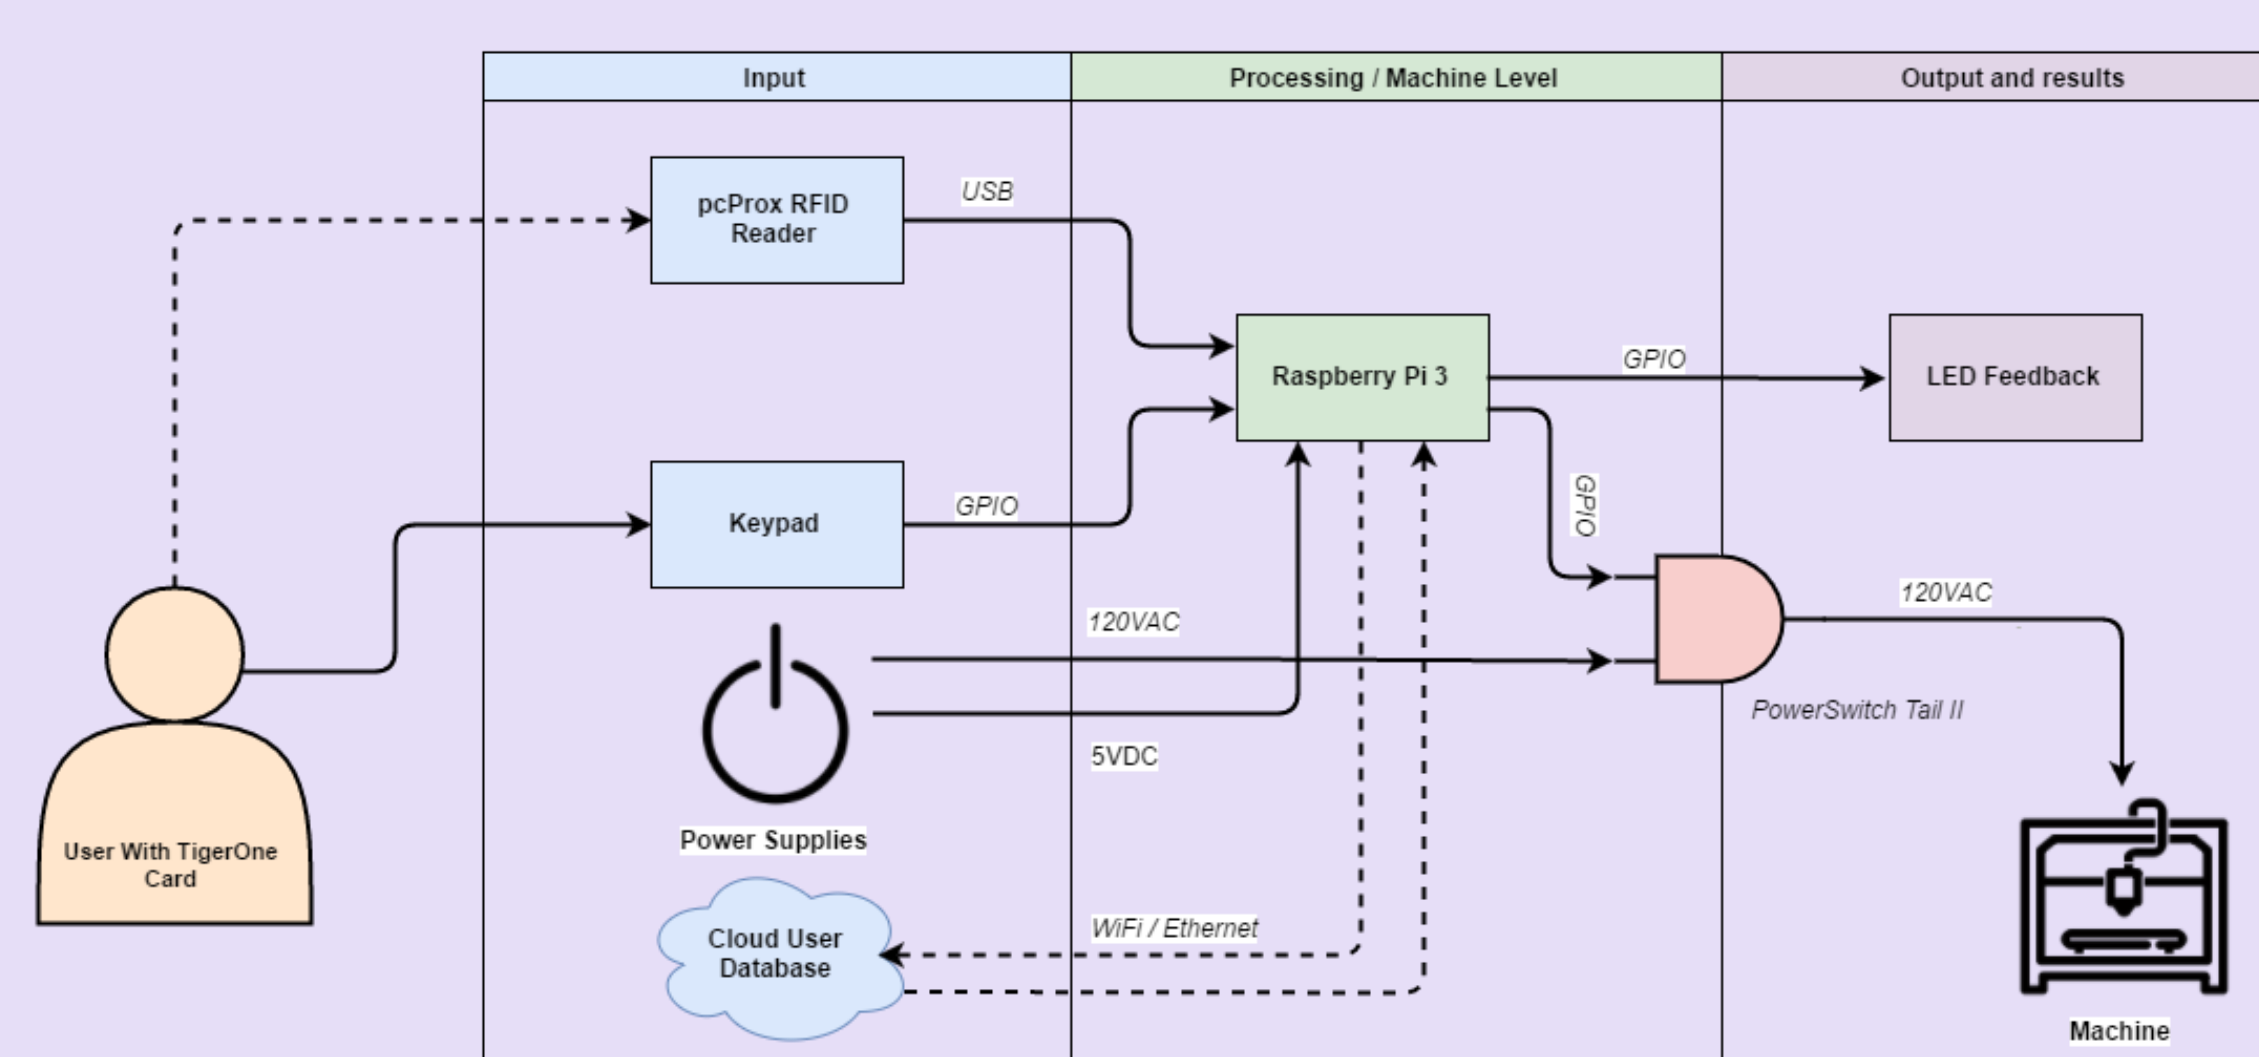 Input
Processing / Machine Level
Output and results
pcProx RFID
Reader
USB
Raspberry Pi 3
GPIO
LED Feedback
Keypad
GPIO
GPIO
120VAC
120VAC
PowerSwitch Tail II
5VDC
Power Supplies
User With TigerOne
Card
Cloud User
Database
WiFi / Ethernet
Machine